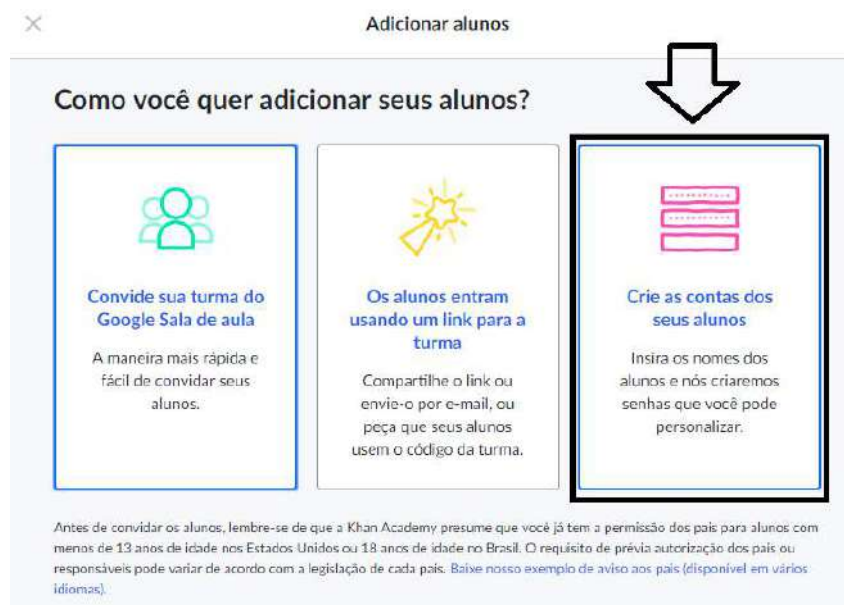 Adicionar alunos
Como você quer adicionar seus alunos?
Convide sua turma do
Google Sala de aula
A maneira mais rápida e
fácil de convidar seus
alunos.
Os alunos entram
usando um link para a
turma
Compartilhe o link ou
envie-o por e-mail, ou
peça que seus alunos
usem o código da turma.
Crie as contas dos
seus alunos
Insira os nomes dos
alunos e nós criaremos
senhas que você pode
personalizar.
Antes de convidar os alunos, lembre-se de que a Khan Academy presume que você já tem a permissão dos pais para alunos com
menos de 13 anos de idade nos Estados Unidos ou 18 anos de idade no Brasil. O requisito de prévia autorização dos pais ou
responsáveis pode variar de acordo com a legislação de cada país. Baixe nosso exemplo de aviso aos pais (disponível em vários
idiomas).